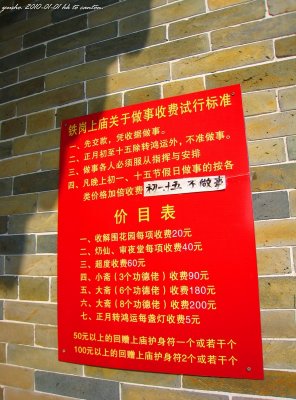 yensho. 2010-01-01 hk to canton.
铁岗上庙关于做事收费试行标准
一、先交款，凭收据做事。
二、正月初至十五除转鸿运外，不准做事。
三、做事各人必须服从指挥与安排
四、凡晚上初一、十五节假日做事的按各
类价格加倍收费 初一、十五 不做事
价目表
一、收解围花园每项收费20元
二、奶仙、审夜堂每项收费40元
三、超度收费60元
四、小斋（3个功德佬）收费90元
五、大斋（6个功德佬）收费180元
六、大斋（8个功德佬）收费200元
七、正月转鸿运每盏灯收费5元
50元以上的回赠上庙护身符一个或若干个
100元以上的回赠上庙护身符2个或若干个